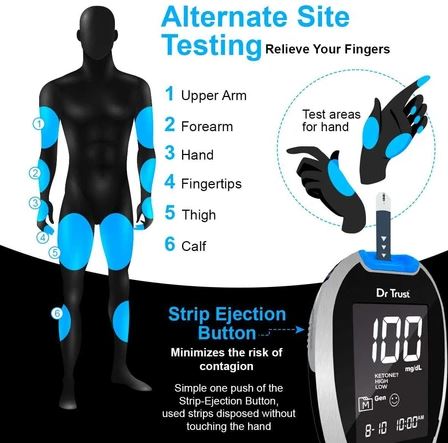 Alternate Site
Testing Relieve Your Fingers
1 Upper Arm
2 Forearm
3 Hand
4 Fingertips
5 Thigh
6 Calf
Test areas
for hand
1
2
3
4
5
6
Strip Ejection
Button
Minimizes the risk of
contagion
Simple one push of the
Strip-Ejection Button,
used strips disposed without
touching the hand
Dr Trust
100
mg/dL
KETONE?
HIGH
LOW
M Gen
8-10 10:00AM